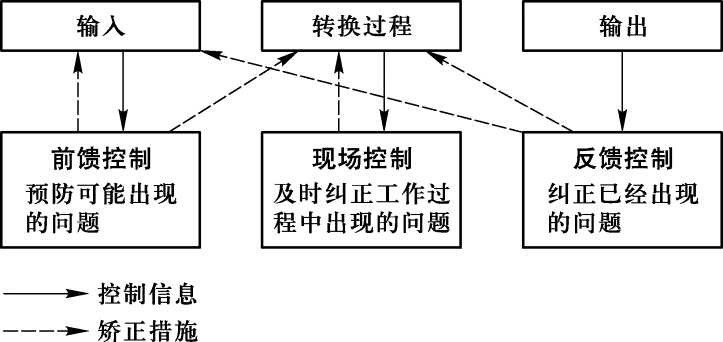 输入
转换过程
输出
前馈控制
预防可能出现
的问题
现场控制
及时纠正工作过
程中出现的问题
反馈控制
纠正已经出现
的问题
控制信息
矫正措施